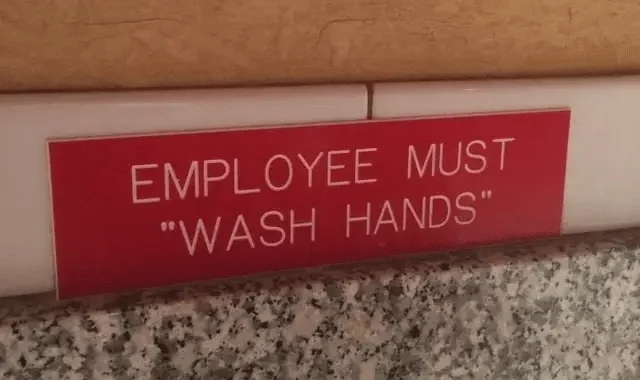 EMPLOYEE MUST
"WASH HANDS"